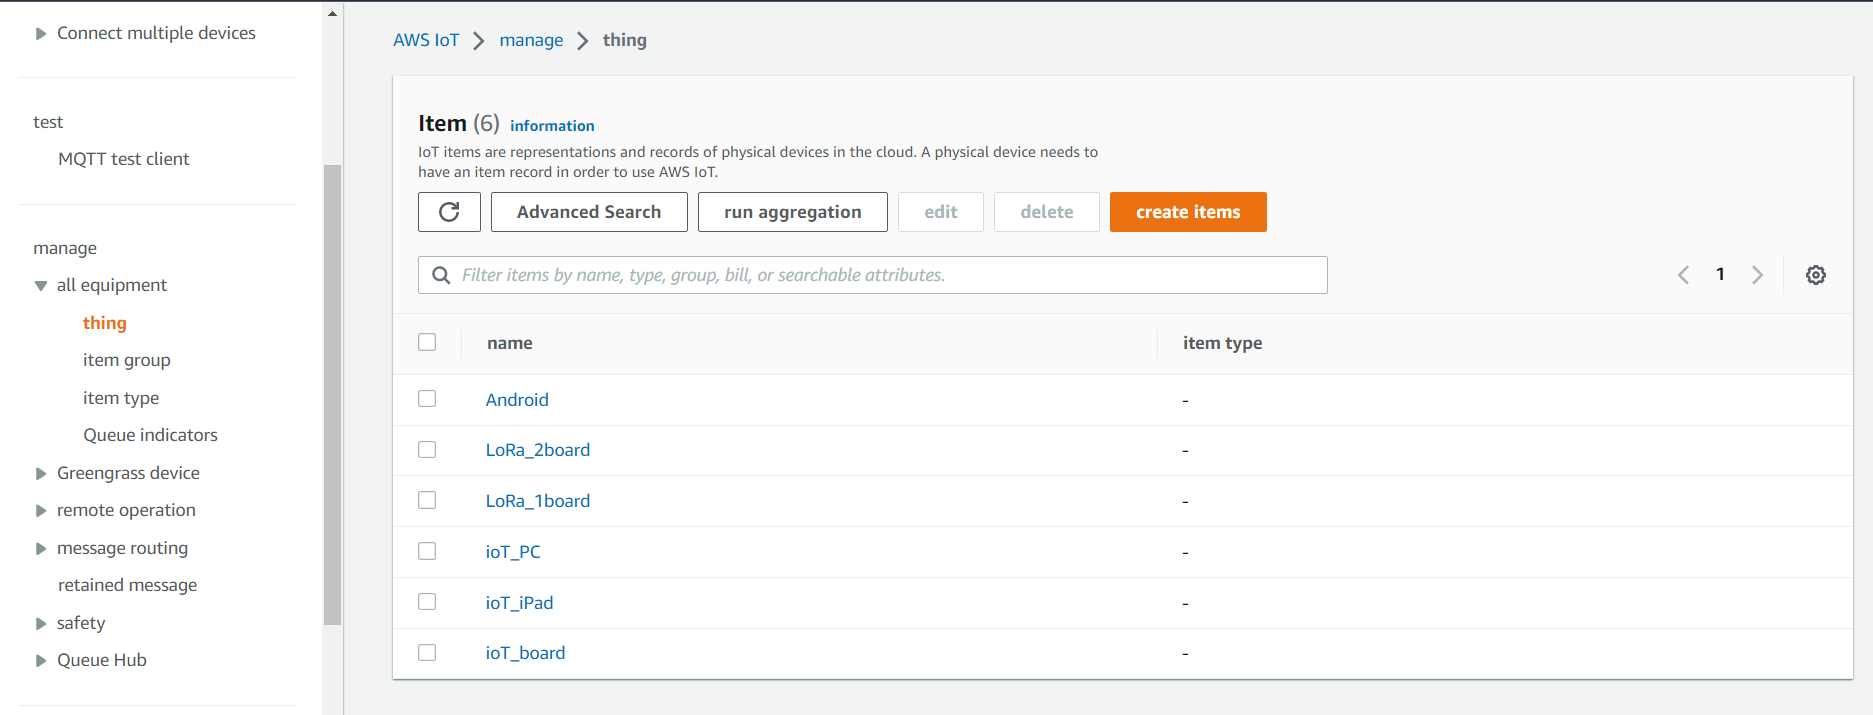 Connect multiple devices
test
MQTT test client
manage
all equipment
thing
item group
item type
Queue indicators
Greengrass device
remote operation
message routing
retained message
safety
Queue Hub
AWS IoT manage thing
Item (6) information
IoT items are representations and records of physical devices in the cloud. A physical device needs to
have an item record in order to use AWS IoT.
Advanced Search run aggregation edit delete create items
Filter items by name, type, group, bill, or searchable attributes.
1
name item type
Android -
LoRa_2board -
LoRa_1board -
ioT_PC -
ioT_iPad -
ioT_board -